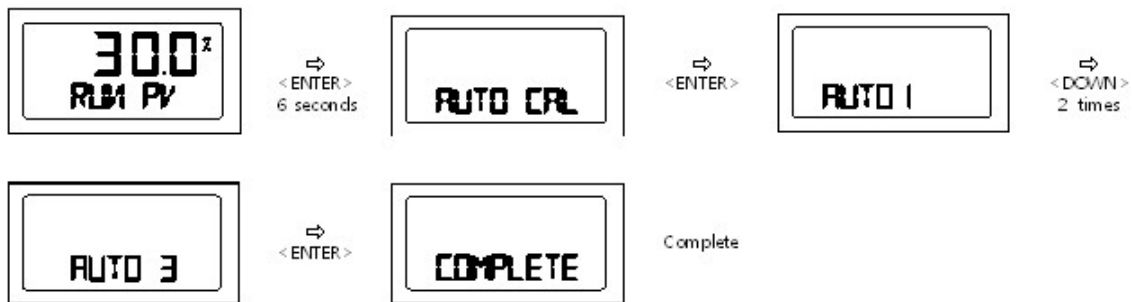 30.0%
RUN PV
⇨
<ENTER>
6 seconds
AUTO CAL
⇨
<ENTER>
AUTO 1
⇨
<DOWN>
2 times
AUTO 3
⇨
<ENTER>
COMPLETE
Complete